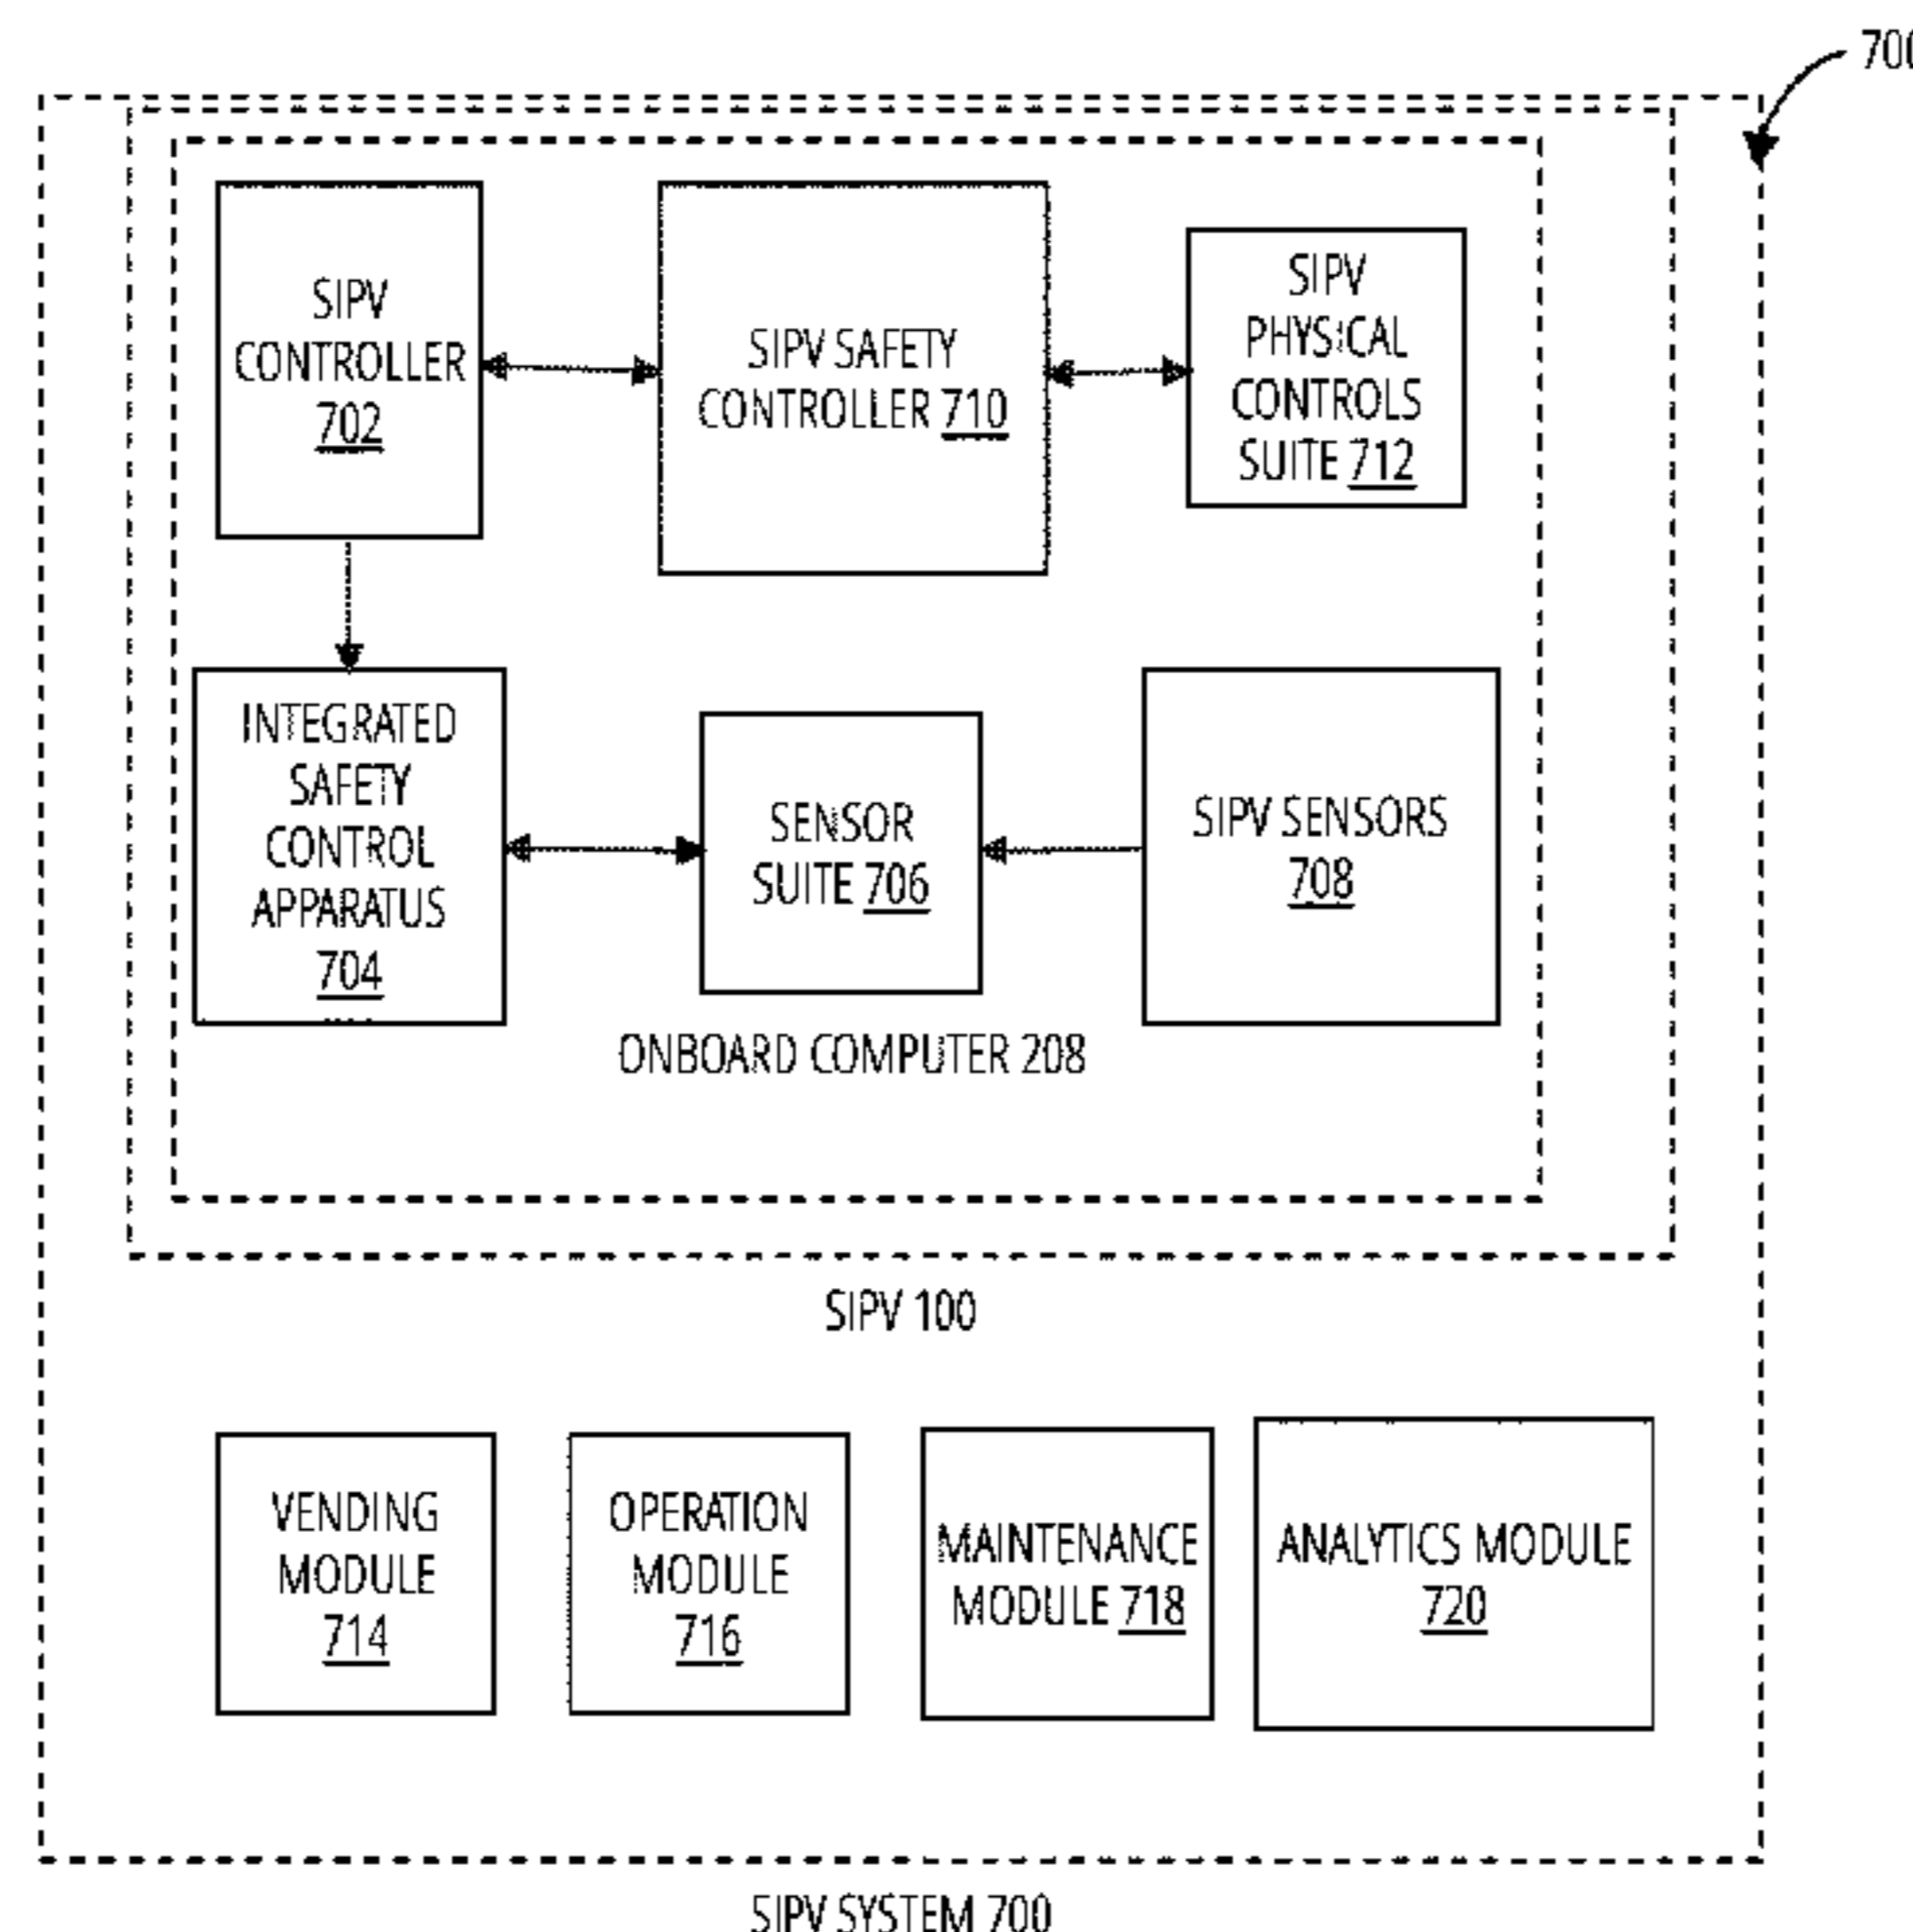 700
SIPV
CONTROLLER
702
SIPV SAFETY
CONTROLLER 710
SIPV
PHYSICAL
CONTROLS
SUITE 712
INTEGRATED
SAFETY
CONTROL
APPARATUS
704
SENSOR
SUITE 706
SIPV SENSORS
708
ONBOARD COMPUTER 208
SIPV 100
VENDING
MODULE
714
OPERATION
MODULE
716
MAINTENANCE
MODULE 718
ANALYTICS MODULE
720
SIPV SYSTEM 700